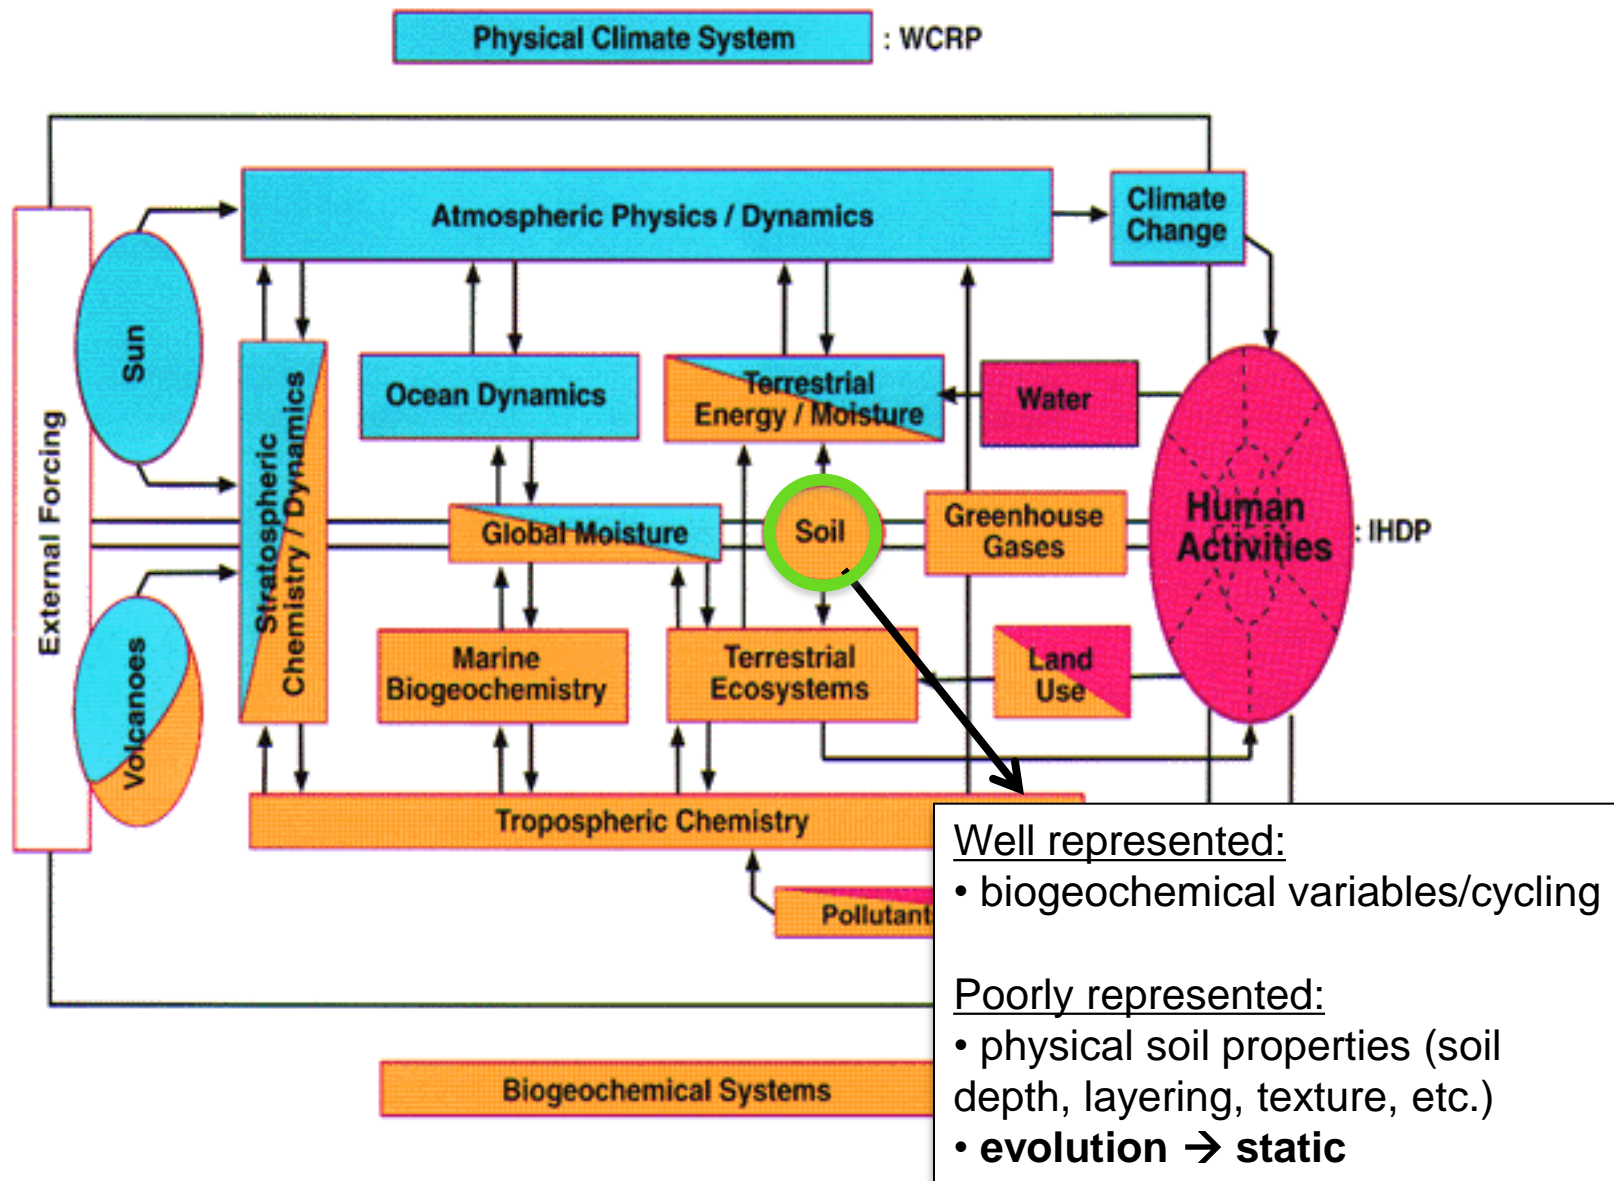 Physical Climate System : WCRP
Atmospheric Physics / Dynamics
Climate
Change
External Forcing
Sun
Volcanoes
Stratospheric
Chemistry / Dynamics
Ocean Dynamics
Terrestrial
Energy / Moisture
Water
Global Moisture
Soil
Greenhouse
Gases
Human
Activities
: IHDP
Marine
Biogeochemistry
Terrestrial
Ecosystems
Land
Use
Tropospheric Chemistry
Pollutant
Biogeochemical Systems
Well represented:
• biogeochemical variables/cycling
Poorly represented:
• physical soil properties (soil
depth, layering, texture, etc.)
• evolution → static